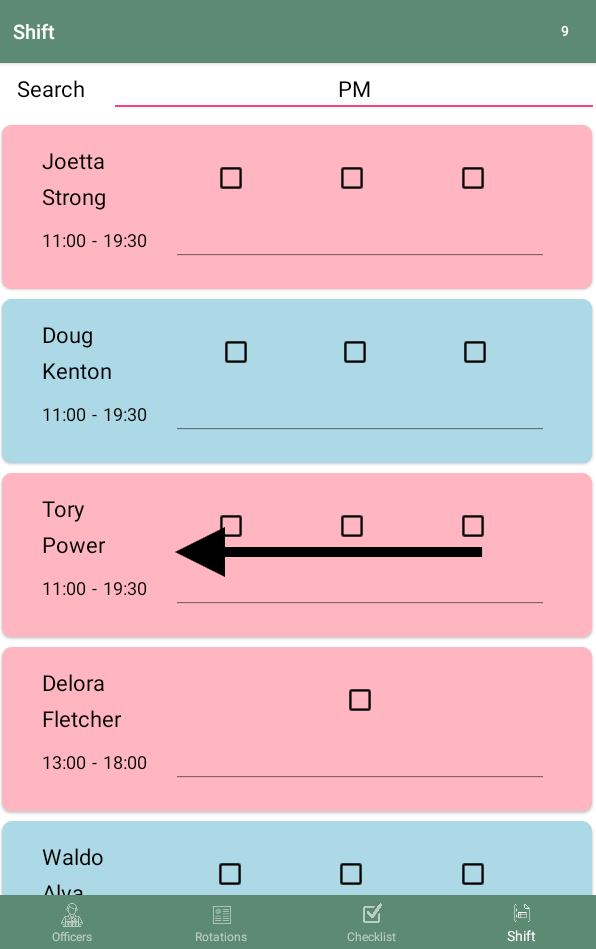 Shift
9
Search
PM
Joetta
Strong
11:00 - 19:30
Doug
Kenton
11:00 - 19:30
Tory
Power
11:00 - 19:30
Delora
Fletcher
13:00 - 18:00
Waldo
Alva
Officers
Rotations
Checklist
Shift